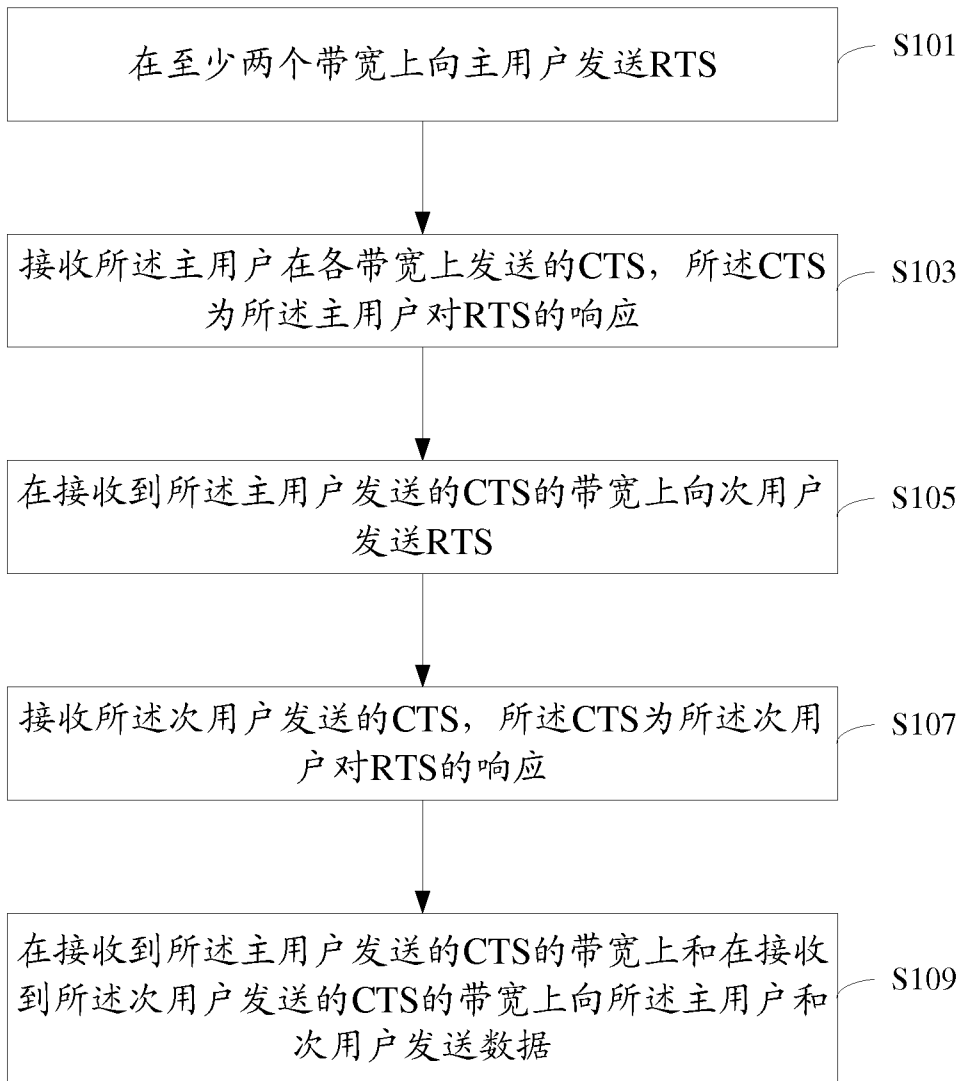 在至少两个带宽上向主用户发送RTS
S101
接收所述主用户在各带宽上发送的CTS，所述CTS
为所述主用户对RTS的响应
S103
在接收到所述主用户发送的CTS的带宽上向次用户
发送RTS
S105
接收所述次用户发送的CTS，所述CTS为所述次用
户对RTS的响应
S107
在接收到所述主用户发送的CTS的带宽上和在接收
到所述次用户发送的CTS的带宽上向所述主用户和
次用户发送数据
S109